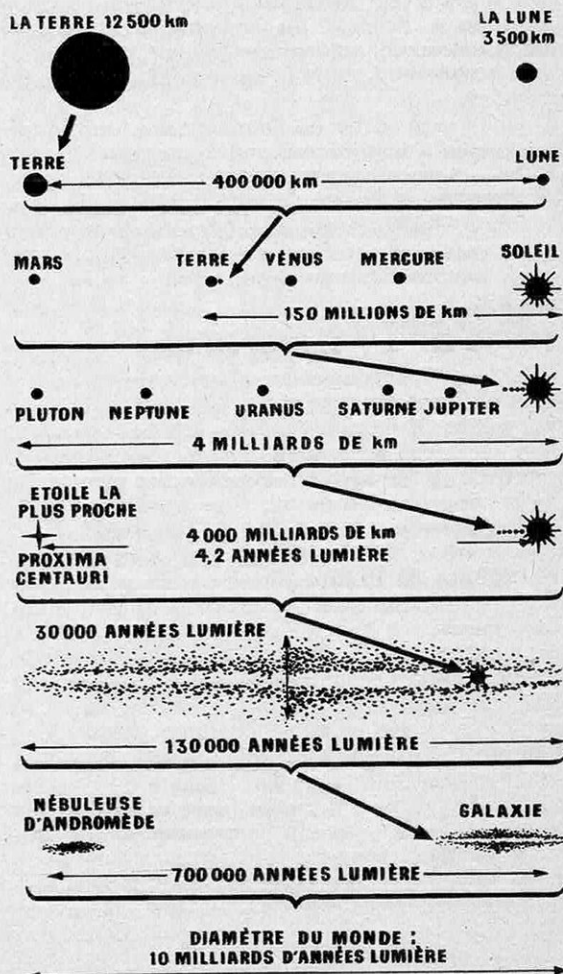 LA TERRE 12 500 km
LA LUNE
3 500 km
TERRE
LUNE
400 000 km
MARS
TERRE
VÉNUS
MERCURE
SOLEIL
150 MILLIONS DE km
PLUTON
NEPTUNE
URANUS
SATURNE
JUPITER
4 MILLIARDS DE km
ETOILE LA
PLUS PROCHE
PROXIMA
CENTAURI
4 000 MILLIARDS DE km
4,2 ANNÉES LUMIÈRE
30 000 ANNÉES LUMIÈRE
130 000 ANNÉES LUMIÈRE
NÉBULEUSE
D'ANDROMÈDE
GALAXIE
700 000 ANNÉES LUMIÈRE
DIAMÈTRE DU MONDE :
10 MILLIARDS D'ANNÉES LUMIÈRE